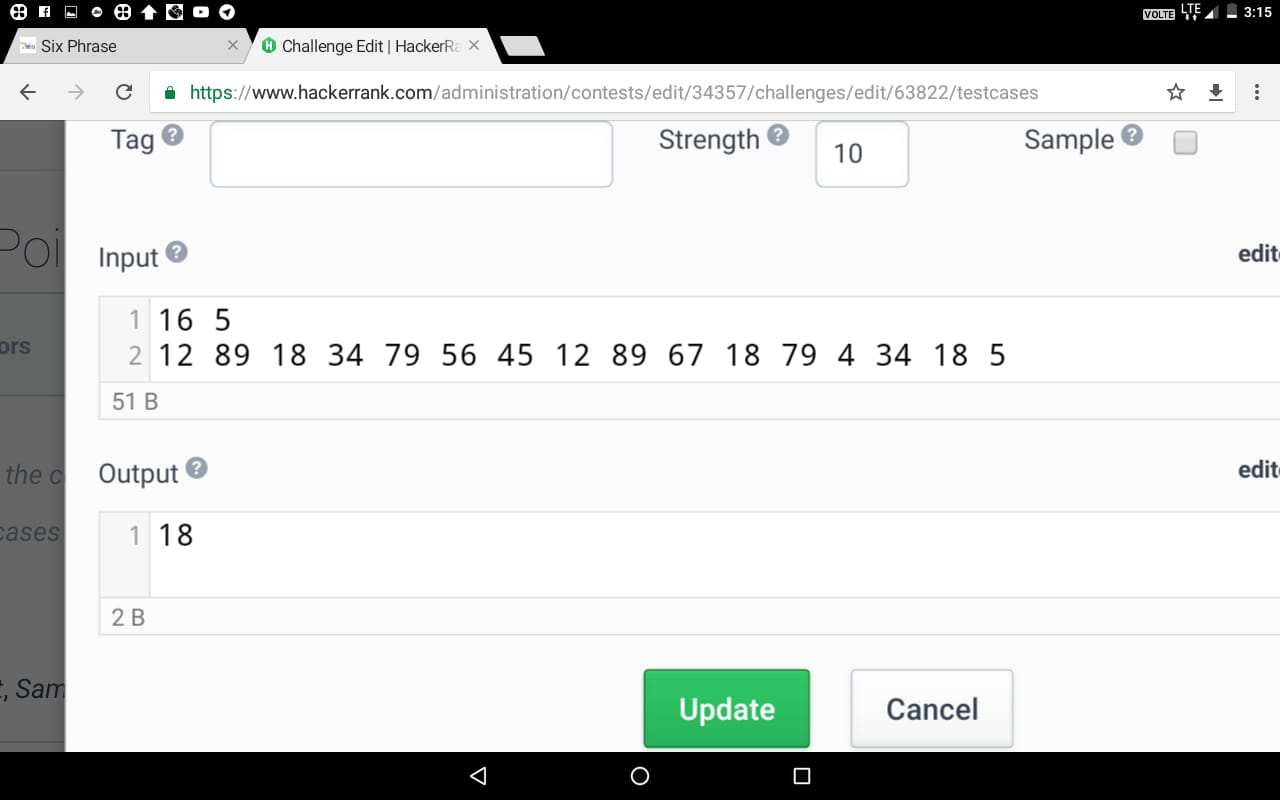 VOLTE LTE 3:15
Six Phrase
Challenge Edit | HackerRa
https://www.hackerrank.com/administration/contests/edit/34357/challenges/edit/63822/testcases
Tag ? Strength ? 10 Sample ?
Poi
Input ? edit
1 16 5
ors
2 12 89 18 34 79 56 45 12 89 67 18 79 4 34 18 5
51 B
the c
Output ? edit
cases
1 18
2 B
t, Sam
Update Cancel